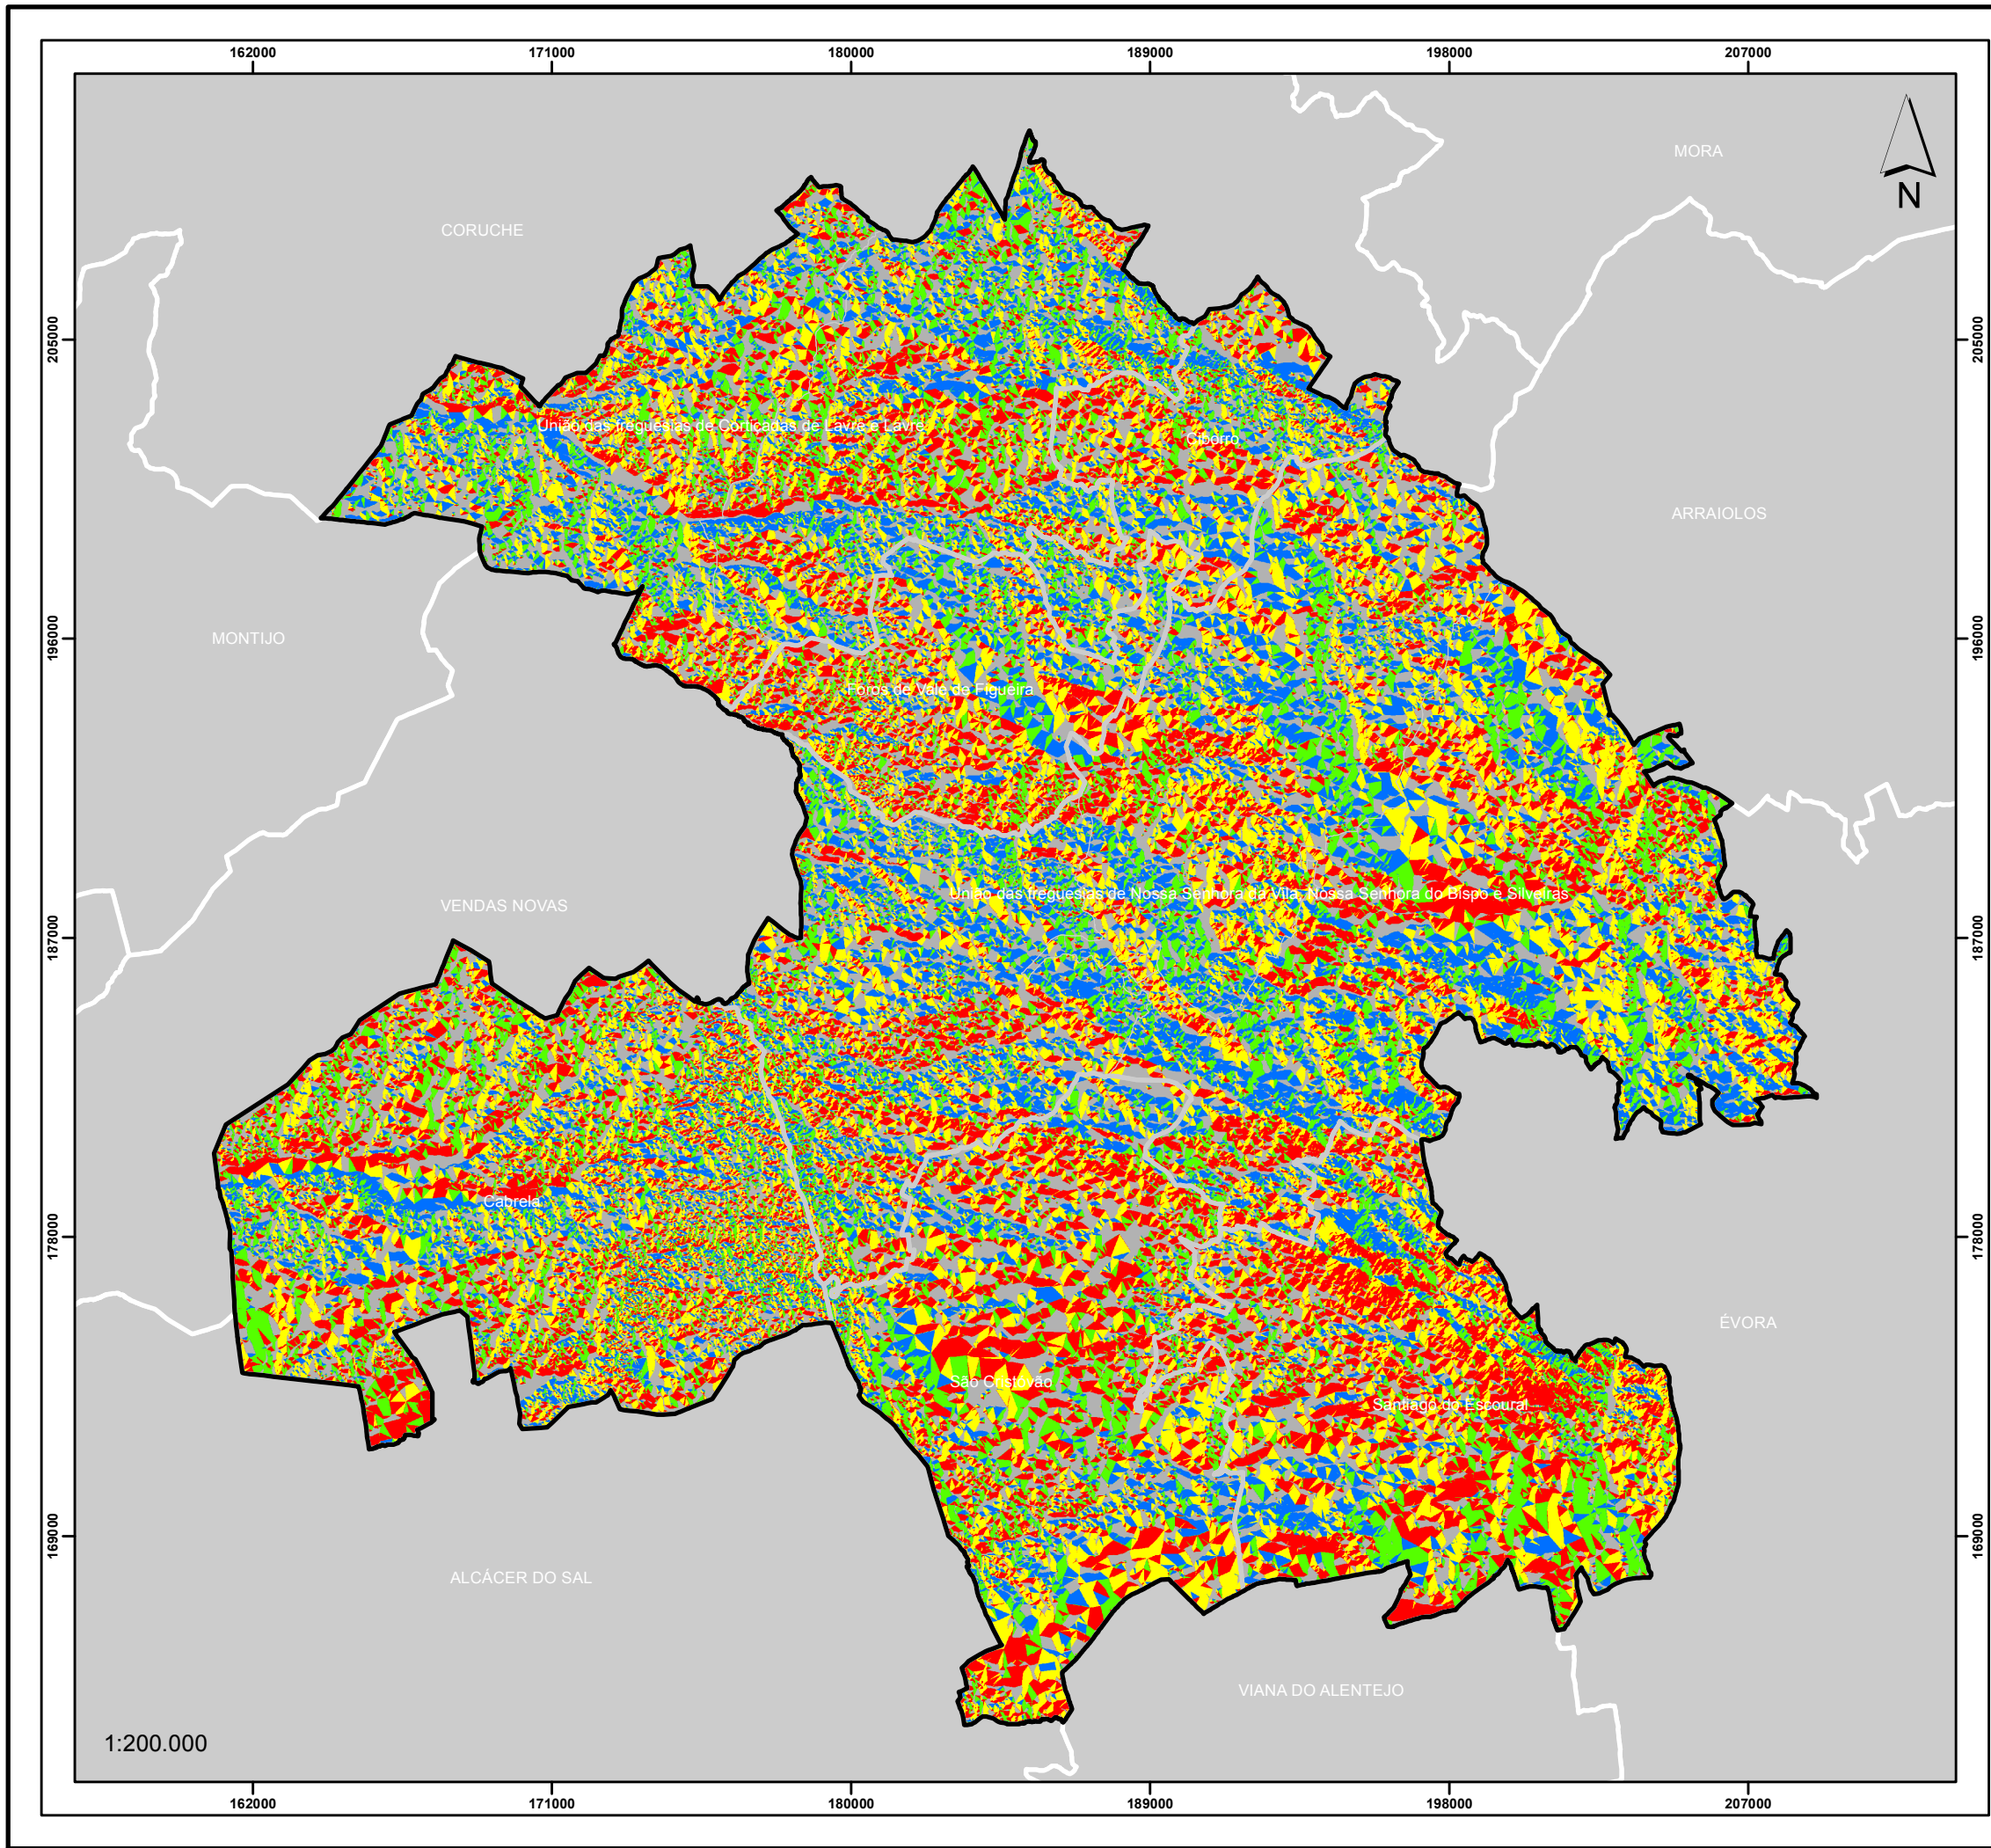 162000 171000 180000 189000 198000 207000
MORA
N
CORUCHE
205000 205000
União das freguesias de Cortiçadas de Lavre e Lavre
Ciborro
ARRAIOLOS
MONTIJO
196000 196000
Foros de Vale de Figueira
União das freguesias de Nossa Senhora da Vila, Nossa Senhora do Bispo e Silveiras
VENDAS NOVAS
187000 187000
Cabrela
178000 178000
ÉVORA
São Cristóvão
Santiago do Escoural
169000 169000
ALCÁCER DO SAL
VIANA DO ALENTEJO
1:200.000
162000 171000 180000 189000 198000 207000